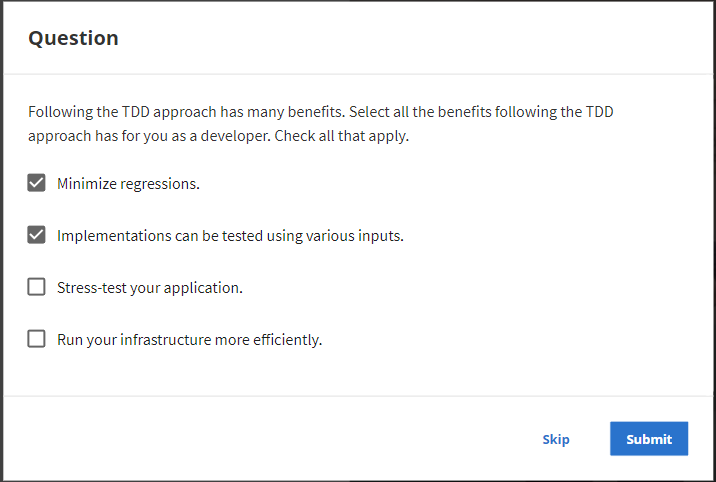 Question
Following the TDD approach has many benefits. Select all the benefits following the TDD
approach has for you as a developer. Check all that apply.
Minimize regressions.
Implementations can be tested using various inputs.
Stress-test your application.
Run your infrastructure more efficiently.
Skip Submit